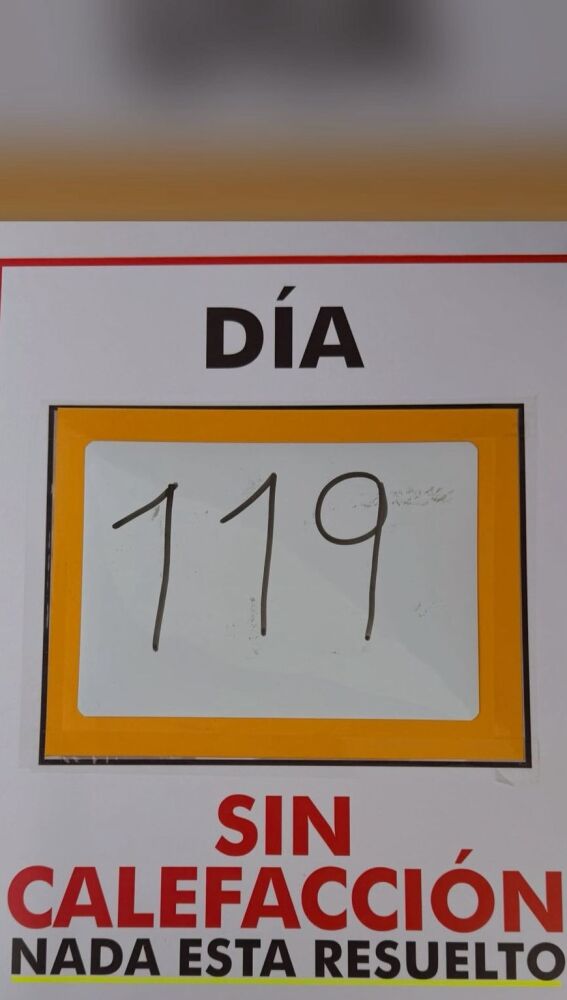 DÍA
119
SIN
CALEFACCIÓN
NADA ESTA RESUELTO